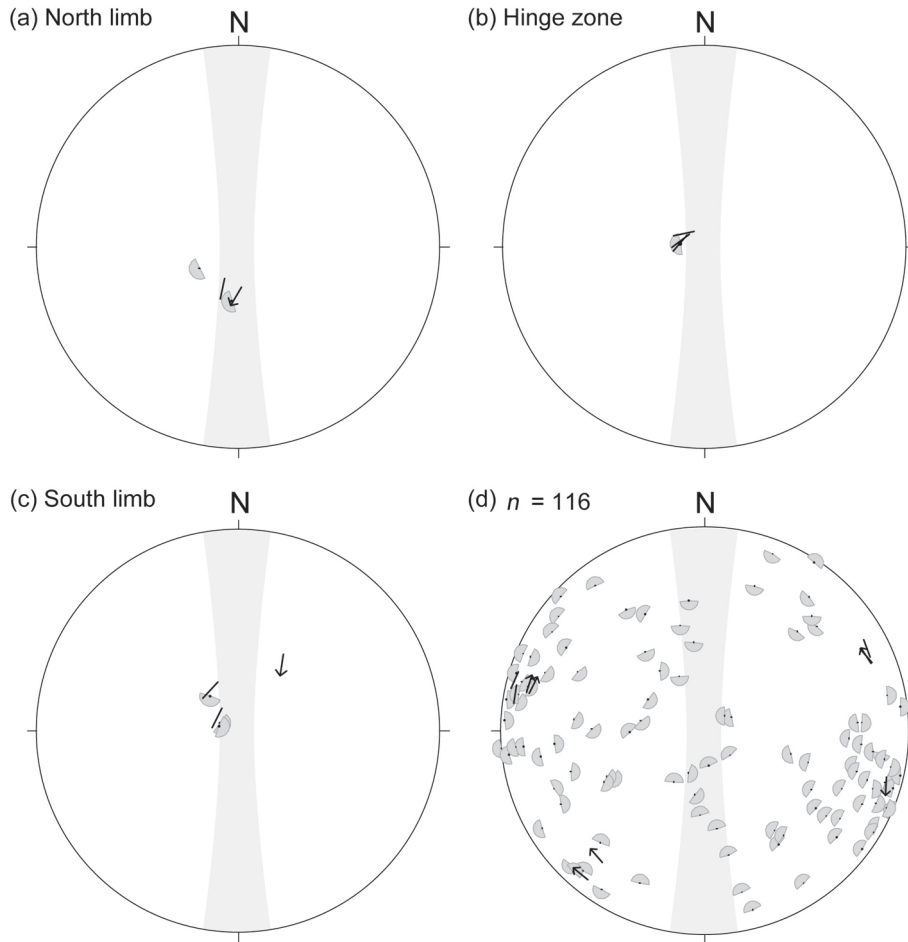 (a) North limb
N
(b) Hinge zone
N
(c) South limb
N
(d) n = 116
N